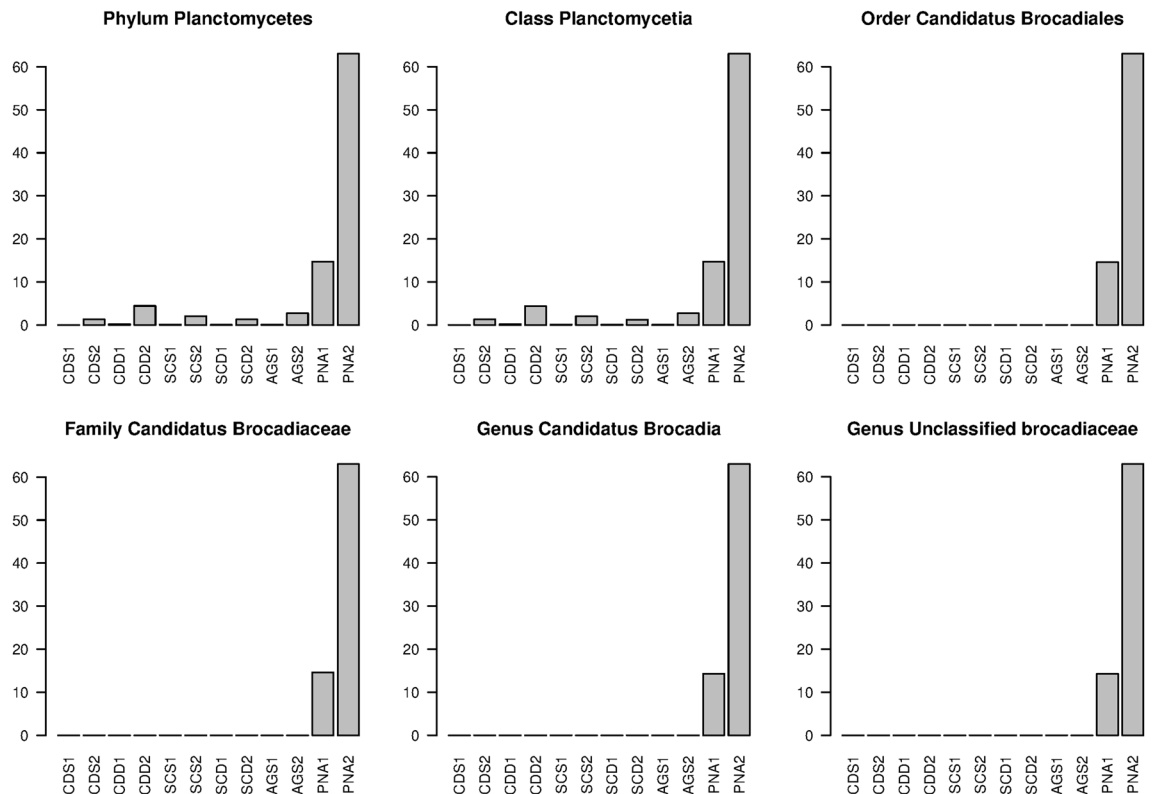 Phylum Planctomycetes
60
50
40
30
20
10
0
CDS1
CDS2
CDD1
CDD2
SCS1
SCS2
SCD1
SCD2
AGS1
AGS2
PNA1
PNA2
Class Planctomycetia
60
50
40
30
20
10
0
CDS1
CDS2
CDD1
CDD2
SCS1
SCS2
SCD1
SCD2
AGS1
AGS2
PNA1
PNA2
Order Candidatus Brocadiales
60
50
40
30
20
10
0
CDS1
CDS2
CDD1
CDD2
SCS1
SCS2
SCD1
SCD2
AGS1
AGS2
PNA1
PNA2
Family Candidatus Brocadiaceae
60
50
40
30
20
10
0
CDS1
CDS2
CDD1
CDD2
SCS1
SCS2
SCD1
SCD2
AGS1
AGS2
PNA1
PNA2
Genus Candidatus Brocadia
60
50
40
30
20
10
0
CDS1
CDS2
CDD1
CDD2
SCS1
SCS2
SCD1
SCD2
AGS1
AGS2
PNA1
PNA2
Genus Unclassified brocadiaceae
60
50
40
30
20
10
0
CDS1
CDS2
CDD1
CDD2
SCS1
SCS2
SCD1
SCD2
AGS1
AGS2
PNA1
PNA2